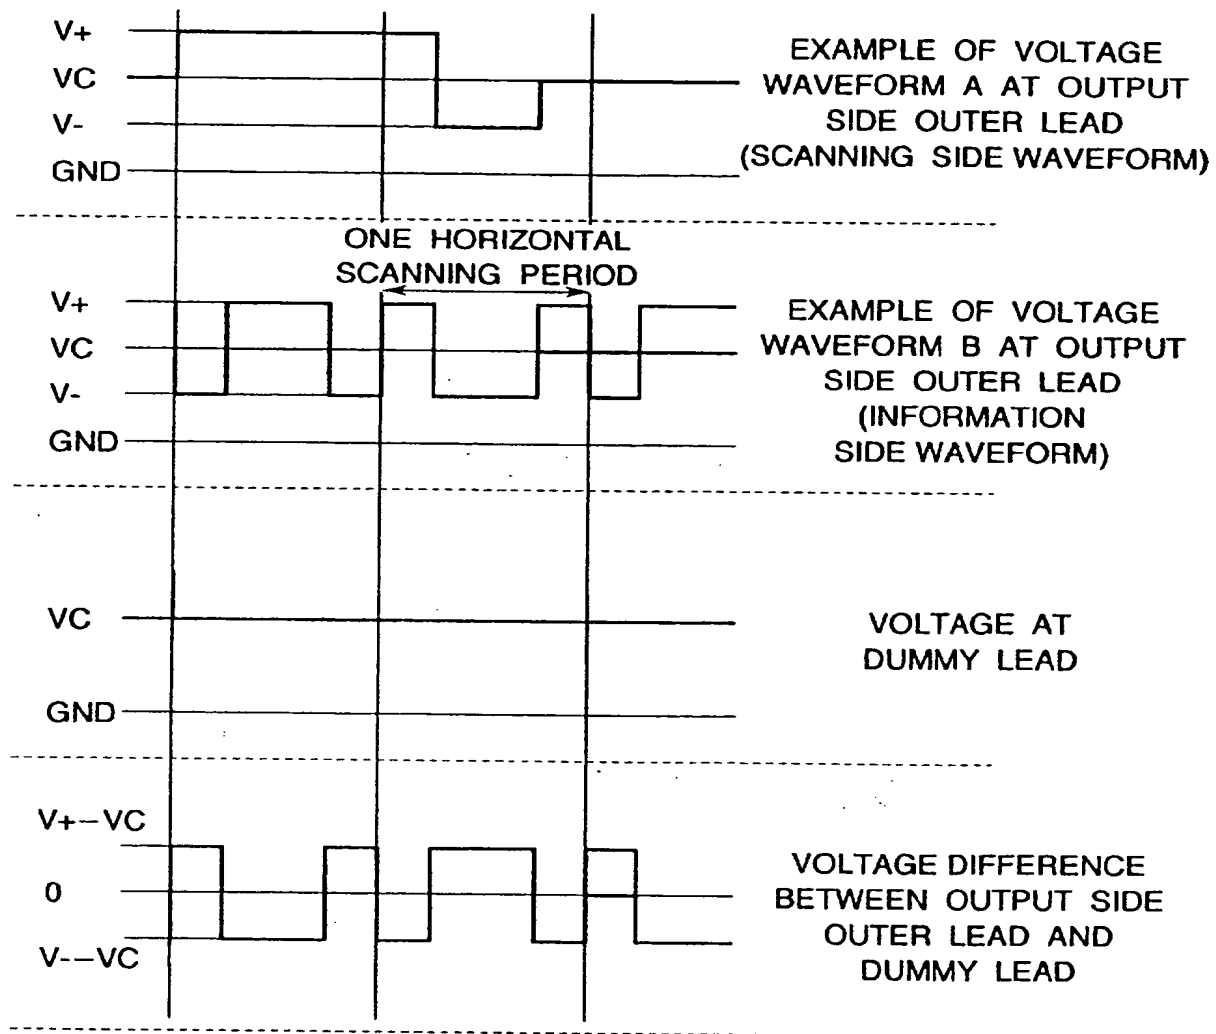 V+
VC
V-
GND
EXAMPLE OF VOLTAGE
WAVEFORM A AT OUTPUT
SIDE OUTER LEAD
(SCANNING SIDE WAVEFORM)
ONE HORIZONTAL
SCANNING PERIOD
V+
VC
V-
GND
EXAMPLE OF VOLTAGE
WAVEFORM B AT OUTPUT
SIDE OUTER LEAD
(INFORMATION
SIDE WAVEFORM)
VC
GND
VOLTAGE AT
DUMMY LEAD
V+−VC
0
V-−VC
VOLTAGE DIFFERENCE
BETWEEN OUTPUT SIDE
OUTER LEAD AND
DUMMY LEAD